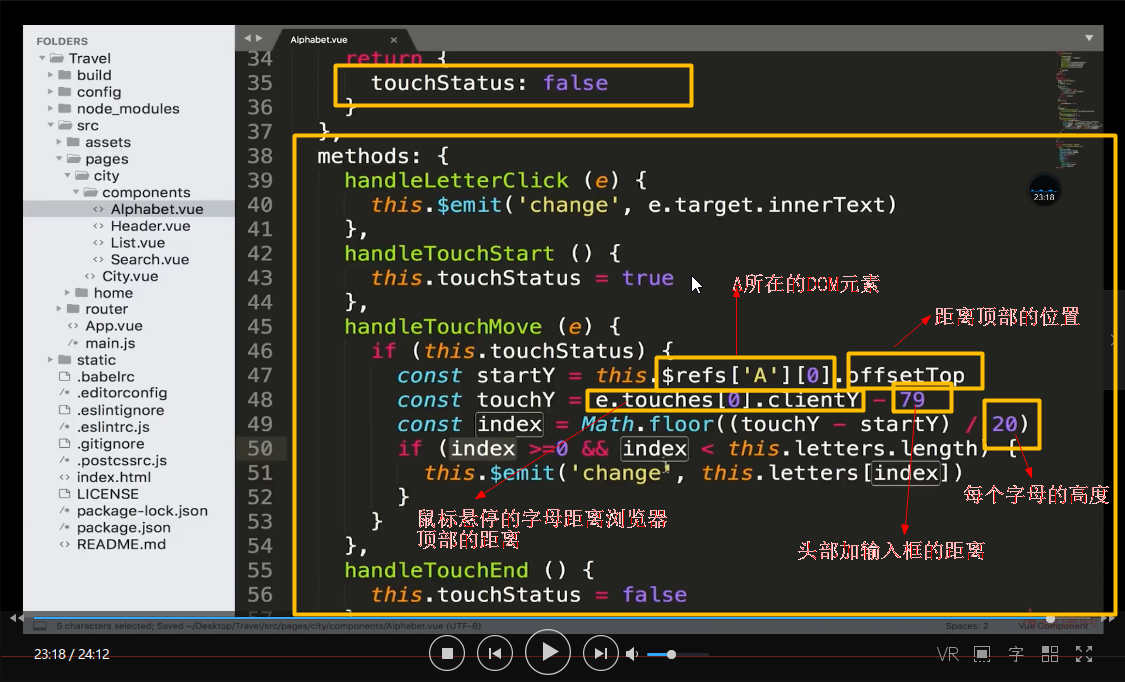 FOLDERS
Travel
build
config
node_modules
src
assets
pages
city
components
Alphabet.vue
Header.vue
List.vue
Search.vue
City.vue
home
router
App.vue
main.js
static
.babelrc
.editorconfig
.eslintignore
.eslintrc.js
.gitignore
.postcssrc.js
index.html
LICENSE
package-lock.json
package.json
README.md
Alphabet.vue ×
34 return {
35 touchStatus: false
36 }
37 },
38 methods: {
39 handleLetterClick (e) {
40 this.$emit('change', e.target.innerText)
41 },
42 handleTouchStart () {
43 this.touchStatus = true
44 },
45 handleTouchMove (e) {
46 if (this.touchStatus) {
47 const startY = this.$refs['A'][0].offsetTop
48 const touchY = e.touches[0].clientY - 79
49 const index = Math.floor((touchY - startY) / 20)
50 if (index >=0 && index < this.letters.length) {
51 this.$emit('change', this.letters[index])
52 }
53 }
54 },
55 handleTouchEnd () {
56 this.touchStatus = false
57
23:18
A所在的DOM元素
距离顶部的位置
每个字母的高度
鼠标悬停的字母距离浏览器
顶部的距离
头部加输入框的距离
5 characters selected; Saved ~/Desktop/Travel/src/pages/city/components/Alphabet.vue (UTF-8)
Spaces: 2
Vue Component
23:18 / 24:12
VR
字